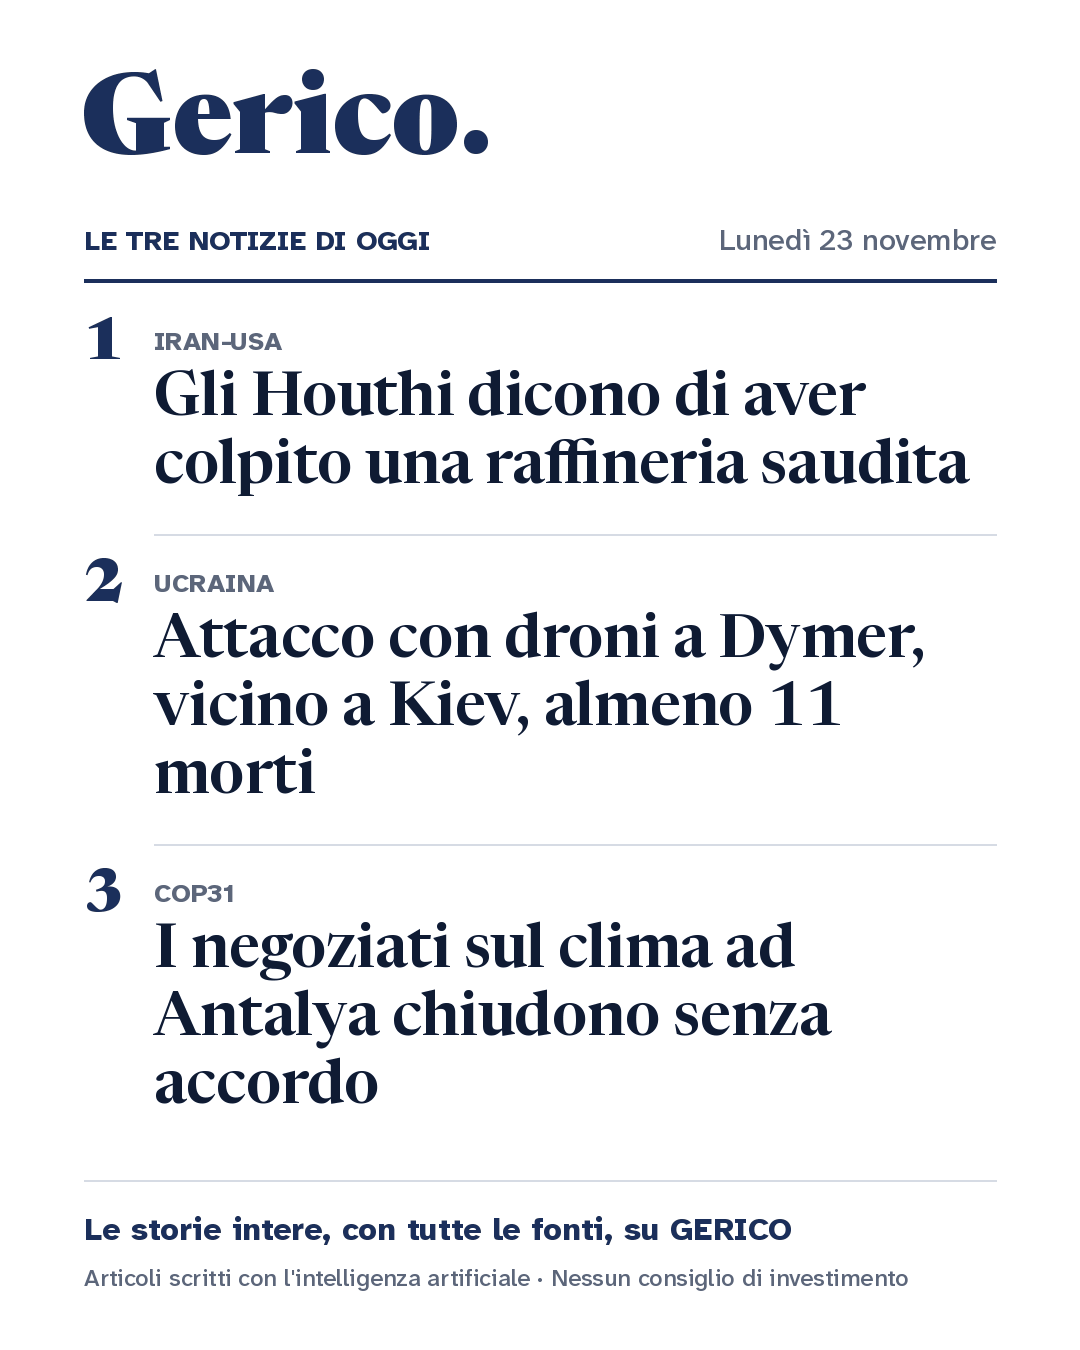 Gerico.
LE TRE NOTIZIE DI OGGI
Lunedì 23 novembre
1
IRAN-USA
Gli Houthi dicono di aver
colpito una raffineria saudita
2
UCRAINA
Attacco con droni a Dymer,
vicino a Kiev, almeno 11
morti
3
COP31
I negoziati sul clima ad
Antalya chiudono senza
accordo
Le storie intere, con tutte le fonti, su GERICO
Articoli scritti con l'intelligenza artificiale · Nessun consiglio di investimento